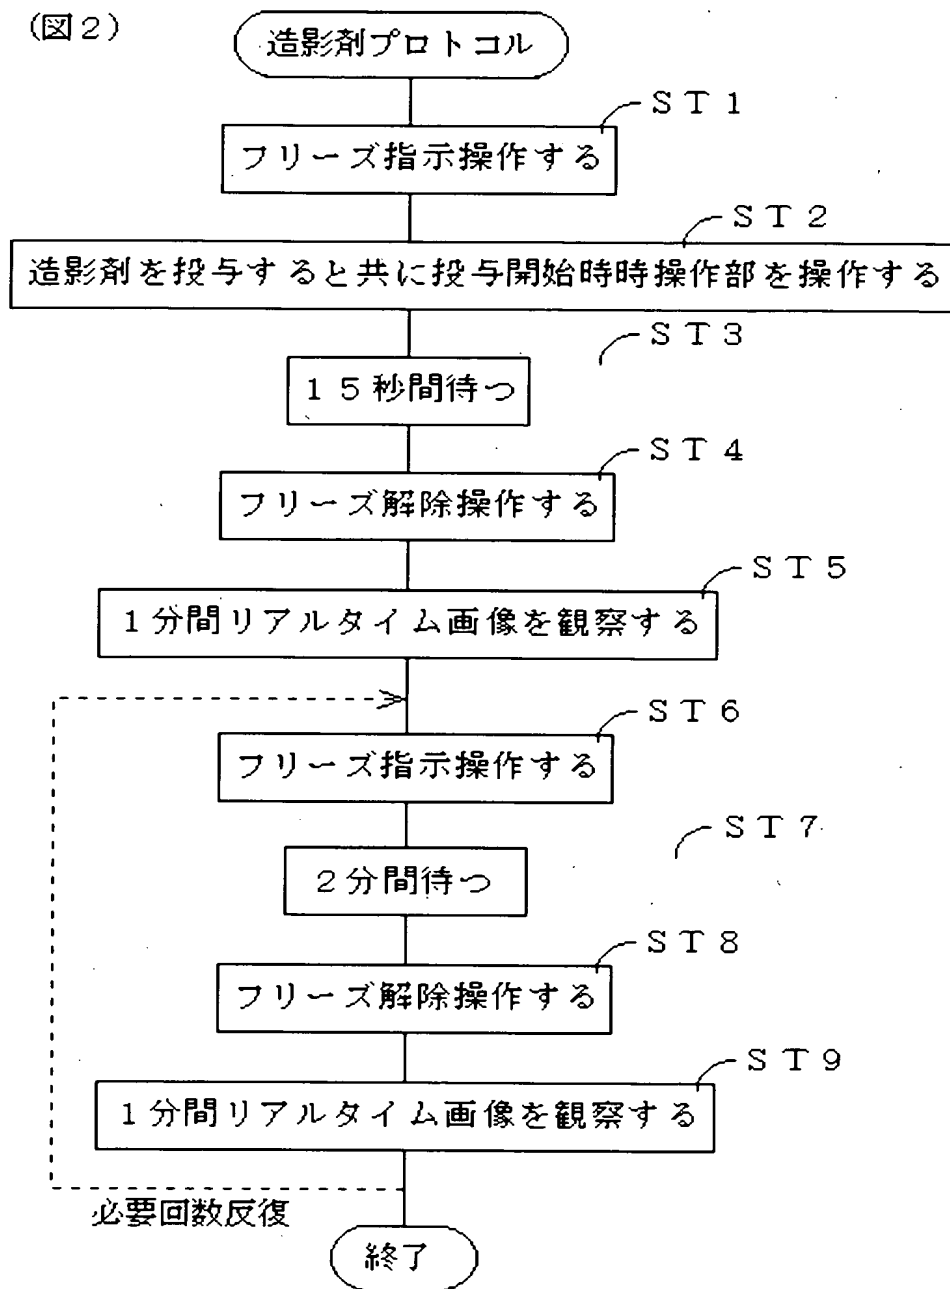 (図2)
造影剤プロトコル
ST1
フリーズ指示操作する
ST2
造影剤を投与すると共に投与開始時時操作部を操作する
ST3
15秒間待つ
ST4
フリーズ解除操作する
ST5
1分間リアルタイム画像を観察する
ST6
フリーズ指示操作する
ST7
2分間待つ
ST8
フリーズ解除操作する
ST9
1分間リアルタイム画像を観察する
必要回数反復
終了